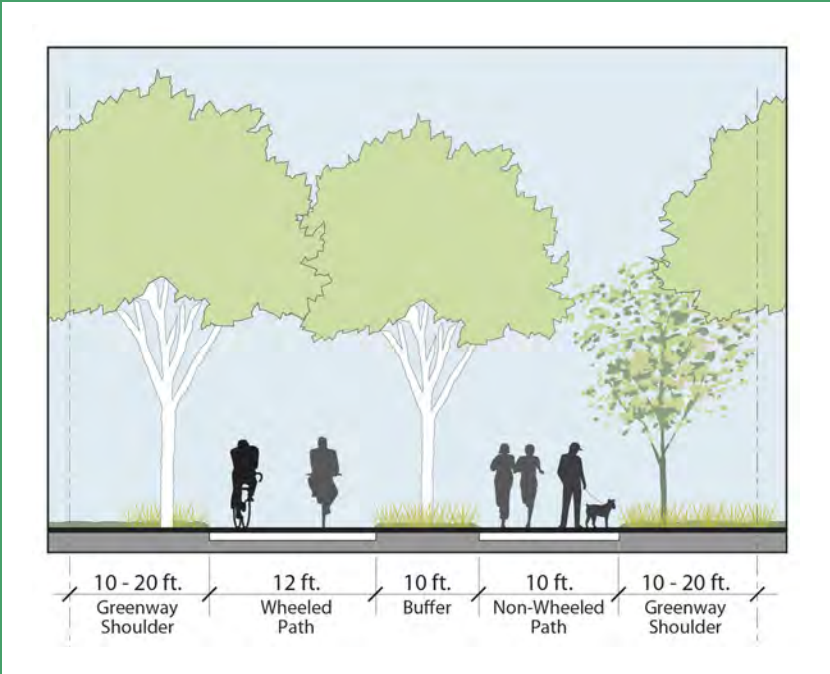 10 - 20 ft.
Greenway
Shoulder
12 ft.
Wheeled
Path
10 ft.
Buffer
10 ft.
Non-Wheeled
Path
10 - 20 ft.
Greenway
Shoulder